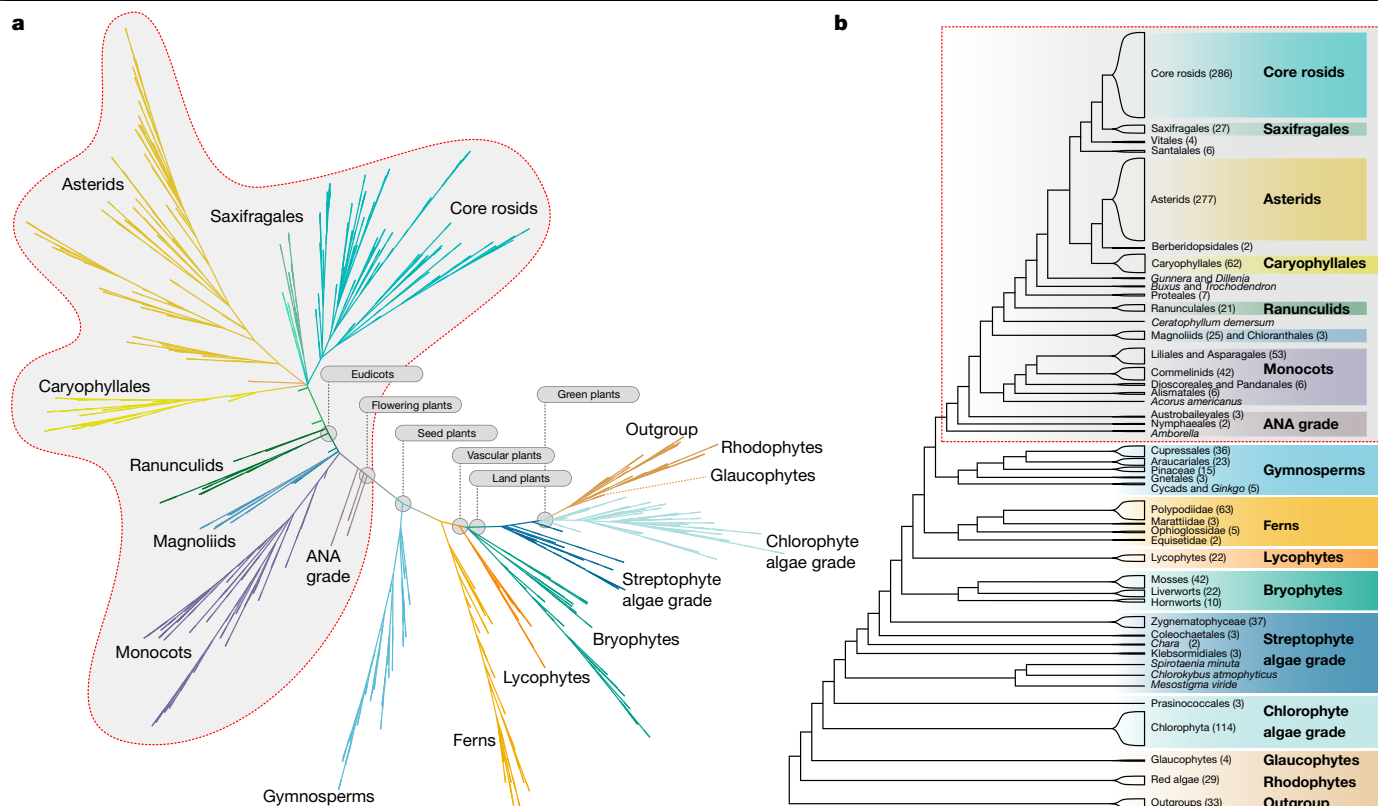 a
Asterids
Saxifragales
Core rosids
Caryophyllales
Eudicots
Flowering plants
Seed plants
Vascular plants
Land plants
Green plants
Outgroup
Rhodophytes
Glaucophytes
Ranunculids
Magnoliids
ANA
grade
Monocots
Chlorophyte
algae grade
Streptophyte
algae grade
Bryophytes
Lycophytes
Ferns
Gymnosperms
b
Core rosids (286) Core rosids
Saxifragales (27) Saxifragales
Vitales (4)
Santalales (6)
Asterids (277) Asterids
Berberidopsidales (2)
Caryophyllales (62) Caryophyllales
Gunnera and Dillenia
Buxus and Trochodendron
Proteales (7)
Ranunculales (21) Ranunculids
Ceratophyllum demersum
Magnoliids (25) and Chloranthales (3)
Liliales and Asparagales (53)
Monocots
Commelinids (42)
Dioscoreales and Pandanales (6)
Alismatales (6)
Acorus americanus
Austrobaileyales (3)
Nymphaeales (2) ANA grade
Amborella
Cupressales (36)
Araucariales (23)
Pinaceae (15) Gymnosperms
Gnetales (3)
Cycads and Ginkgo (5)
Polypodiidae (63)
Marattiidae (3)
Ferns
Ophioglossidae (5)
Equisetidae (2)
Lycophytes (22) Lycophytes
Mosses (42)
Liverworts (22) Bryophytes
Hornworts (10)
Zygnematophyceae (37)
Coleochaetales (3) Streptophyte
Chara (2)
Klebsormidiales (3) algae grade
Spirotaenia minuta
Chlorokybus atmophyticus
Mesostigma viride
Prasinococcales (3) Chlorophyte
Chlorophyta (114) algae grade
Glaucophytes (4) Glaucophytes
Red algae (29) Rhodophytes
Outgroups (33) Outgroup